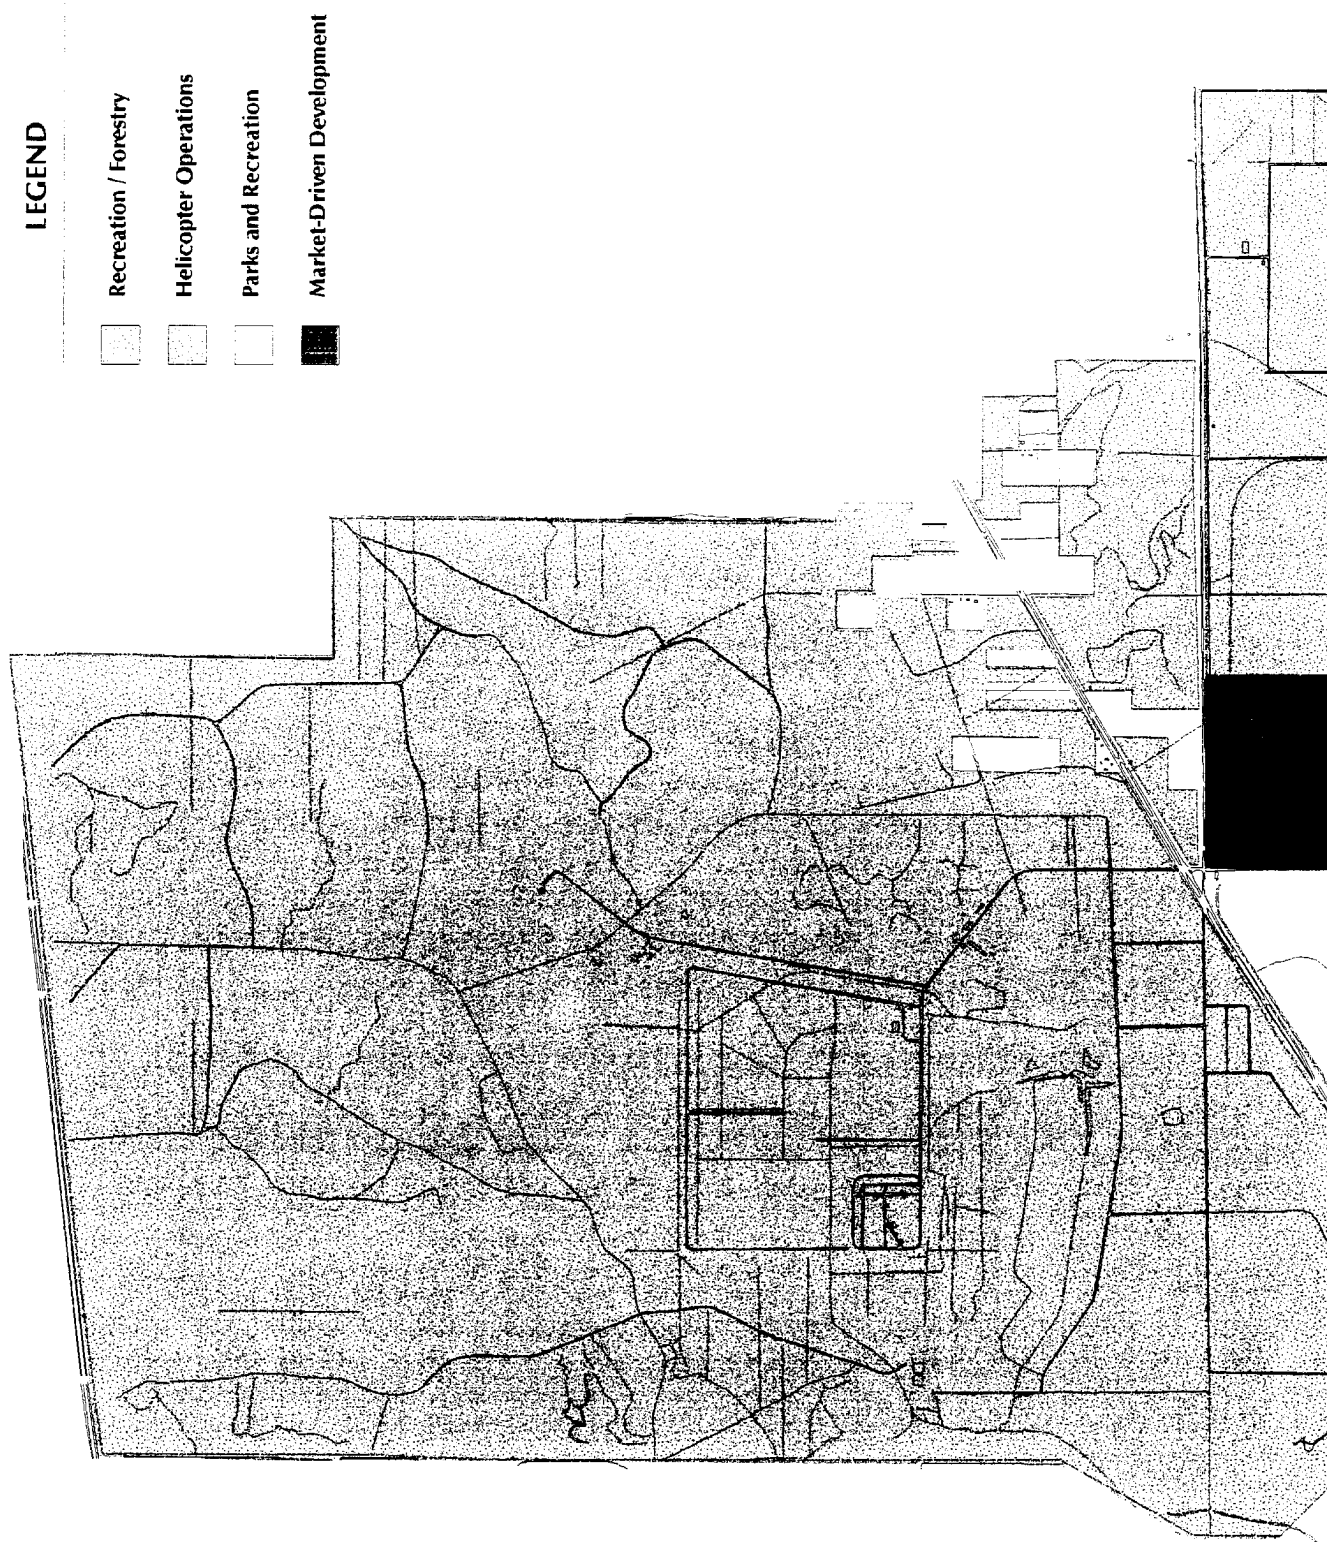 LEGEND
Recreation / Forestry
Helicopter Operations
Parks and Recreation
Market-Driven Development